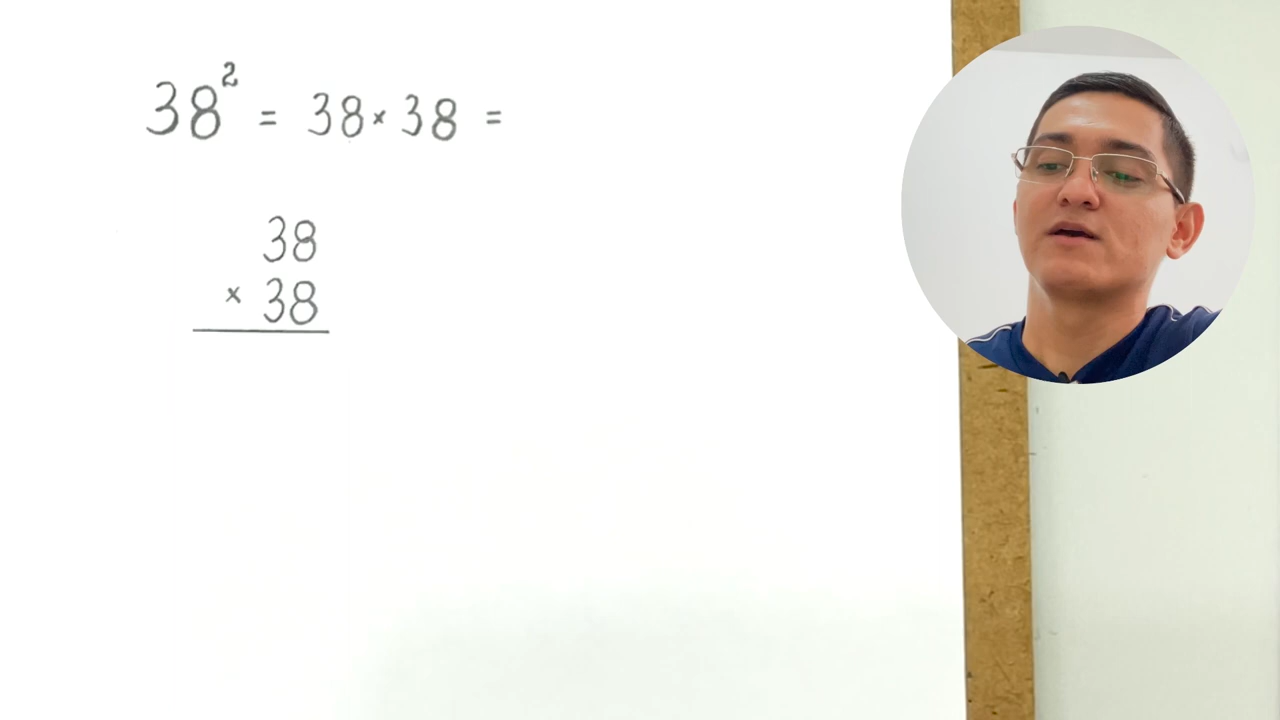 38² = 38 × 38 =
38
× 38